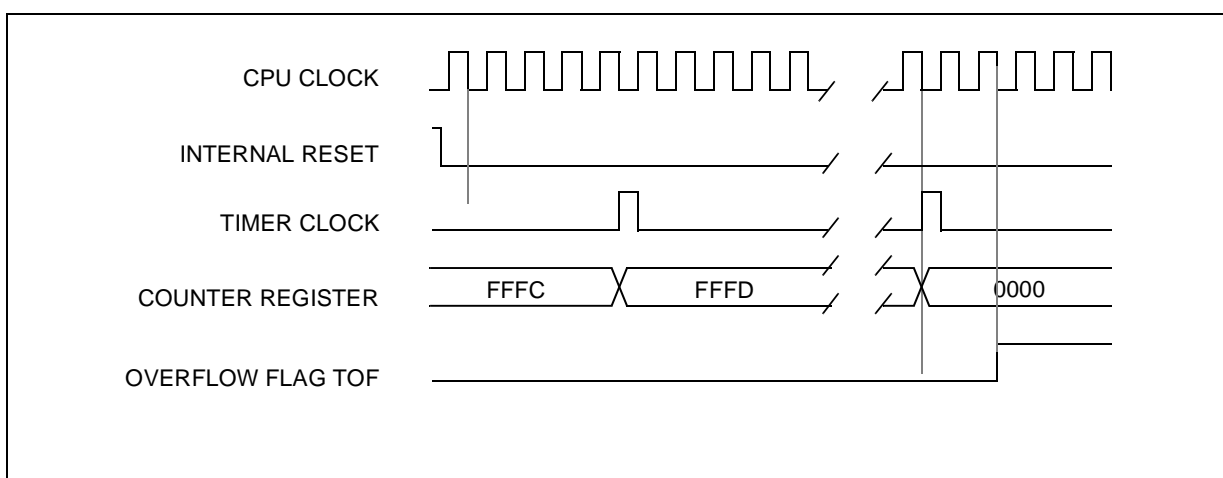 CPU CLOCK
INTERNAL RESET
TIMER CLOCK
COUNTER REGISTER
FFFC
FFFD
0000
OVERFLOW FLAG TOF